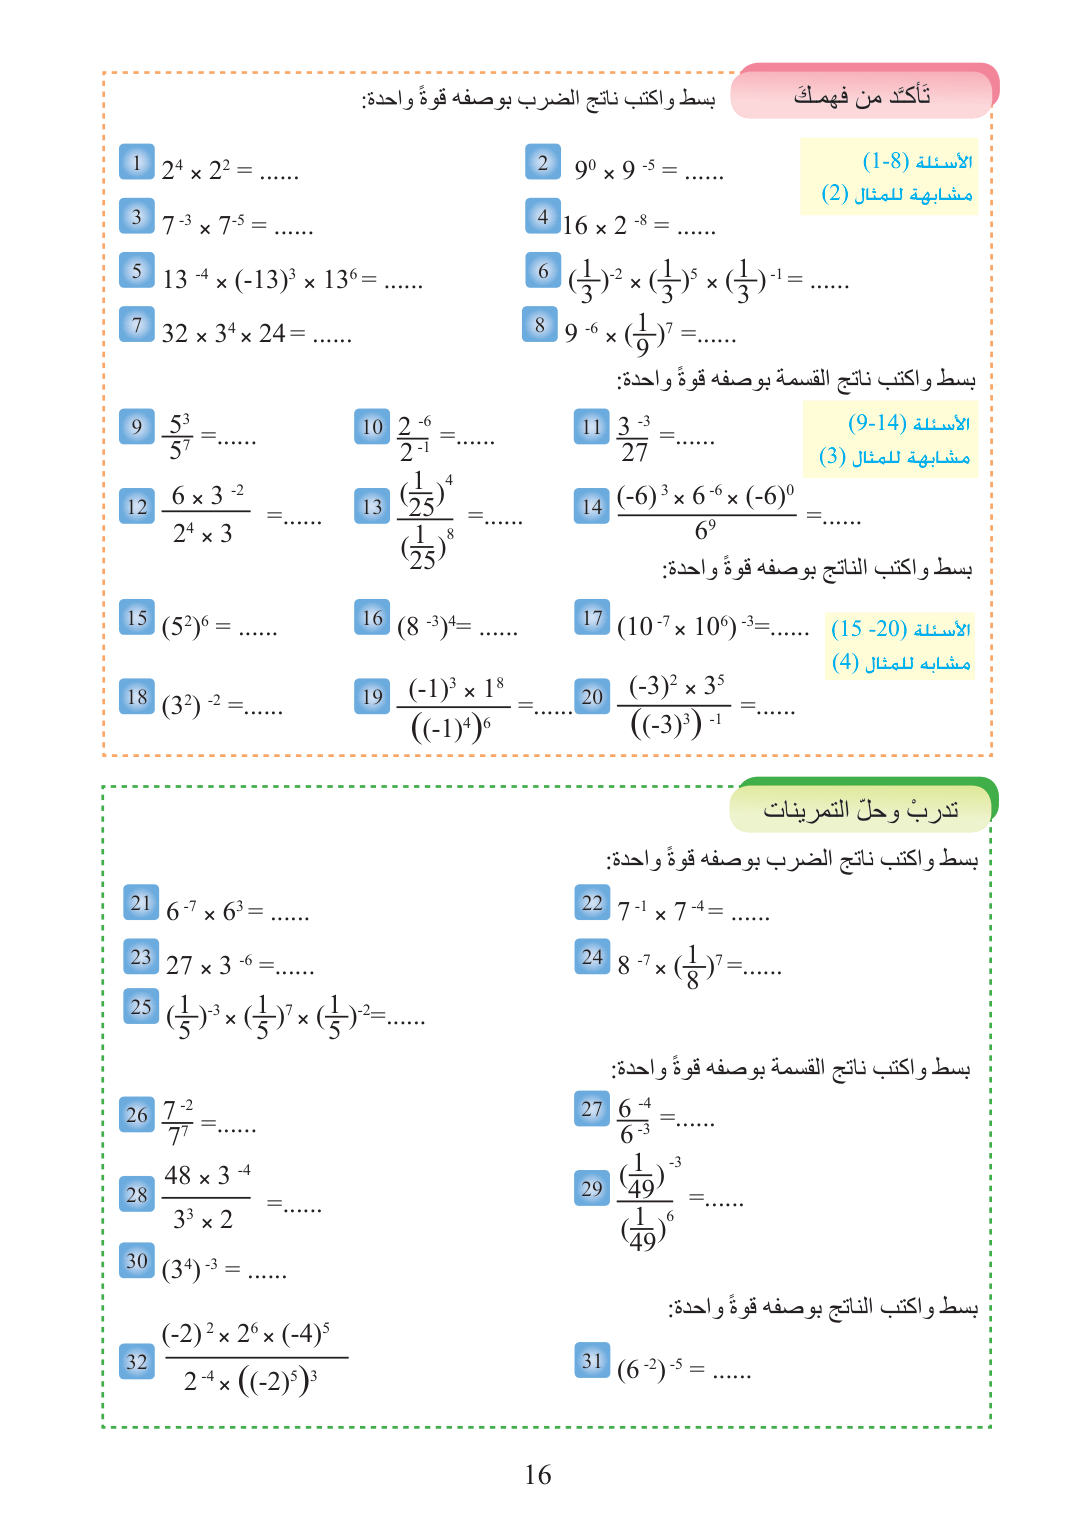 تَأكـَّد من فهمـكَ
بسط واكتب ناتج الضرب بوصفه قوةً واحدة:
الأسئلة (1-8)
مشابهة للمثال (2)
1 2⁴ × 2² = ......
2 9⁰ × 9⁻⁵ = ......
3 7⁻³ × 7⁻⁵ = ......
4 16 × 2⁻⁸ = ......
5 13⁻⁴ × (-13)³ × 13⁶ = ......
6 (1/3)⁻² × (1/3)⁵ × (1/3)⁻¹ = ......
7 32 × 3⁴ × 24 = ......
8 9⁻⁶ × (1/9)⁷ =......
بسط واكتب ناتج القسمة بوصفه قوةً واحدة:
الأسئلة (9-14)
مشابهة للمثال (3)
9 5³/5⁷ =......
10 2⁻⁶/2⁻¹ =......
11 3⁻³/27 =......
12 (6 × 3⁻²)/(2⁴ × 3) =......
13 (1/25)⁴/(1/25)⁸ =......
14 ((-6)³ × 6⁻⁶ × (-6)⁰)/6⁹ =......
بسط واكتب الناتج بوصفه قوةً واحدة:
الأسئلة (15 -20)
مشابه للمثال (4)
15 (5²)⁶ = ......
16 (8⁻³)⁴= ......
17 (10⁻⁷ × 10⁶)⁻³=......
18 (3²)⁻² =......
19 ((-1)³ × 1⁸)/((-1)⁴)⁶ =......
20 ((-3)² × 3⁵)/((-3)³)⁻¹ =......
تدربْ وحلّ التمرينات
بسط واكتب ناتج الضرب بوصفه قوةً واحدة:
21 6⁻⁷ × 6³ = ......
22 7⁻¹ × 7⁻⁴ = ......
23 27 × 3⁻⁶ =......
24 8⁻⁷ × (1/8)⁷ =......
25 (1/5)⁻³ × (1/5)⁷ × (1/5)⁻²=......
بسط واكتب ناتج القسمة بوصفه قوةً واحدة:
26 7⁻²/7⁷ =......
27 6⁻⁴/6⁻³ =......
28 (48 × 3⁻⁴)/(3³ × 2) =......
29 (1/49)⁻³/(1/49)⁶ =......
30 (3⁴)⁻³ = ......
بسط واكتب الناتج بوصفه قوةً واحدة:
31 (6⁻²)⁻⁵ = ......
32 ((-2)² × 2⁶ × (-4)⁵)/(2⁻⁴ × ((-2)⁵)³)
16